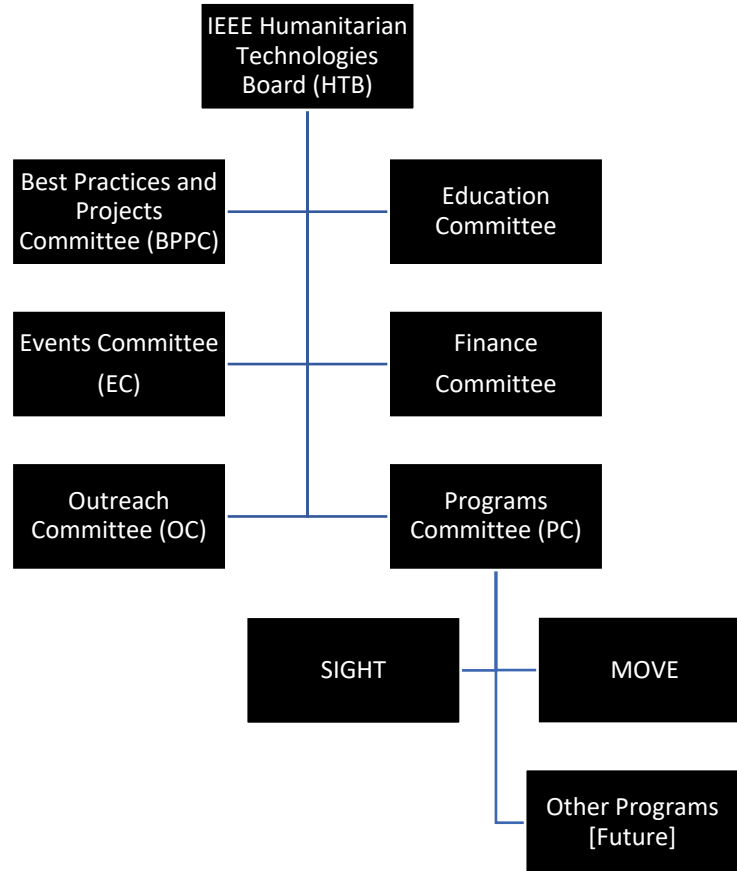 IEEE Humanitarian
Technologies
Board (HTB)
Best Practices and
Projects
Committee (BPPC)
Education
Committee
Events Committee
(EC)
Finance
Committee
Outreach
Committee (OC)
Programs
Committee (PC)
SIGHT
MOVE
Other Programs
[Future]